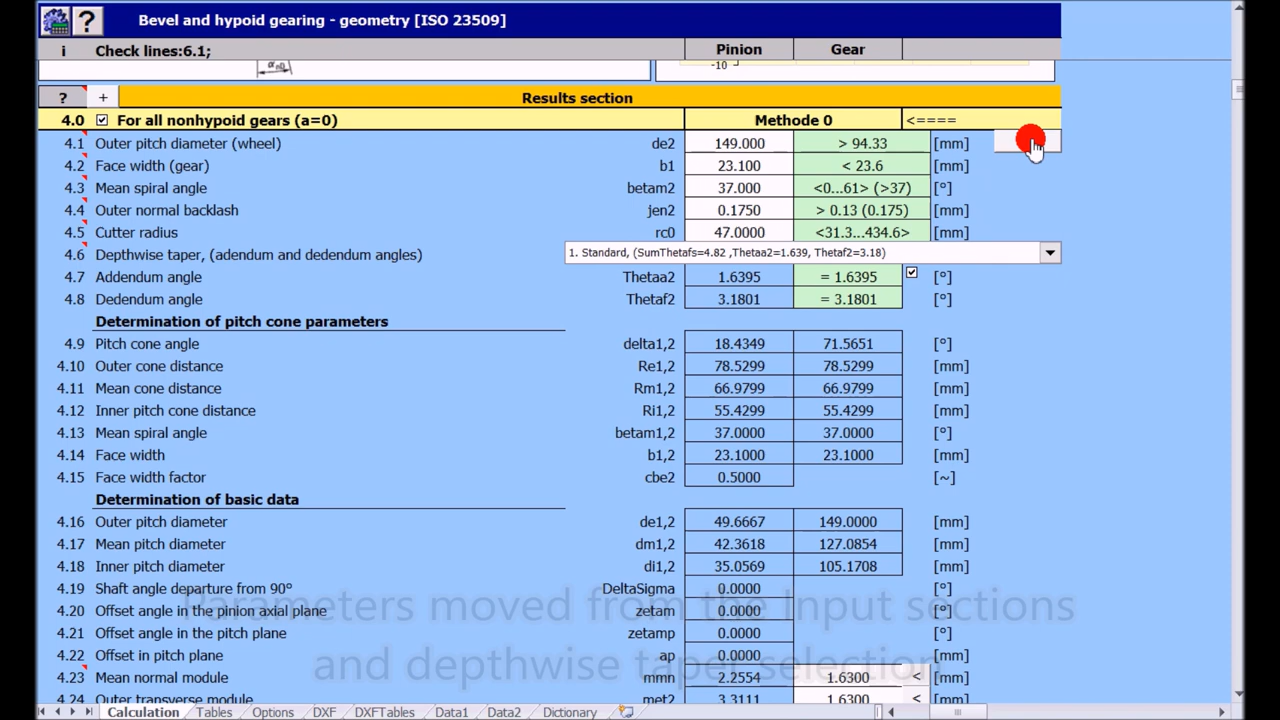 Bevel and hypoid gearing - geometry [ISO 23509]
i Check lines:6.1; Pinion Gear
-10
? + Results section
4.0 For all nonhypoid gears (a=0) Methode 0 <====
4.1 Outer pitch diameter (wheel) de2 149.000 > 94.33 [mm]
4.2 Face width (gear) b1 23.100 < 23.6 [mm]
4.3 Mean spiral angle betam2 37.000 <0...61> (>37) [°]
4.4 Outer normal backlash jen2 0.1750 > 0.13 (0.175) [mm]
4.5 Cutter radius rc0 47.0000 <31.3...434.6> [mm]
4.6 Depthwise taper, (adendum and dedendum angles) 1. Standard, (SumThetafs=4.82 ,Thetaa2=1.639, Thetaf2=3.18)
4.7 Addendum angle Thetaa2 1.6395 = 1.6395 [°]
4.8 Dedendum angle Thetaf2 3.1801 = 3.1801 [°]
Determination of pitch cone parameters
4.9 Pitch cone angle delta1,2 18.4349 71.5651 [°]
4.10 Outer cone distance Re1,2 78.5299 78.5299 [mm]
4.11 Mean cone distance Rm1,2 66.9799 66.9799 [mm]
4.12 Inner pitch cone distance Ri1,2 55.4299 55.4299 [mm]
4.13 Mean spiral angle betam1,2 37.0000 37.0000 [°]
4.14 Face width b1,2 23.1000 23.1000 [mm]
4.15 Face width factor cbe2 0.5000 [~]
Determination of basic data
4.16 Outer pitch diameter de1,2 49.6667 149.0000 [mm]
4.17 Mean pitch diameter dm1,2 42.3618 127.0854 [mm]
4.18 Inner pitch diameter di1,2 35.0569 105.1708 [mm]
4.19 Shaft angle departure from 90° DeltaSigma 0.0000 [°]
4.20 Offset angle in the pinion axial plane zetam 0.0000 [°]
Parameters moved from the Input sections
4.21 Offset angle in the pitch plane zetamp 0.0000 [°]
4.22 Offset in pitch plane ap 0.0000 [mm]
and depthwise taper selection
4.23 Mean normal module mmn 2.2554 1.6300 < [mm]
4.24 Outer transverse module met2 3.3111 1.6300 < [mm]
Calculation Tables Options DXF DXFTables Data1 Data2 Dictionary